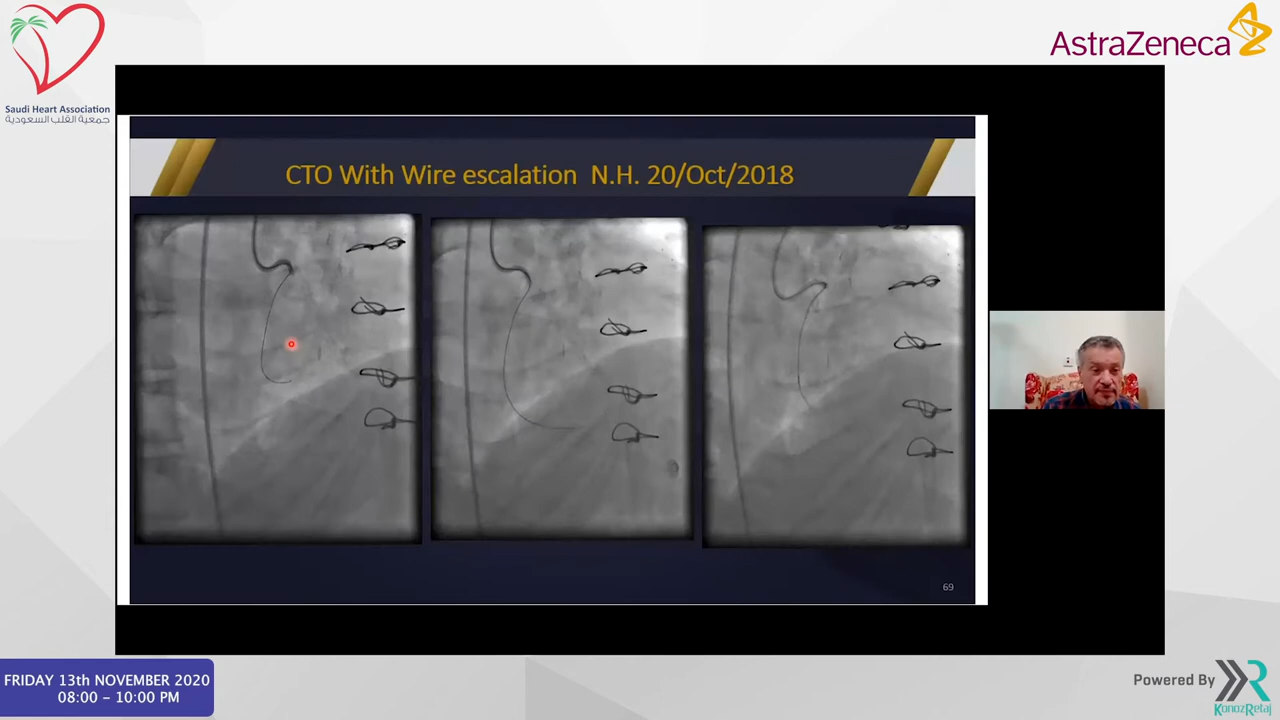 Saudi Heart Association
جمعية القلب السعودية
AstraZeneca
CTO With Wire escalation N.H. 20/Oct/2018
69
FRIDAY 13th NOVEMBER 2020
08:00 – 10:00 PM
Powered By
KonozRetaj